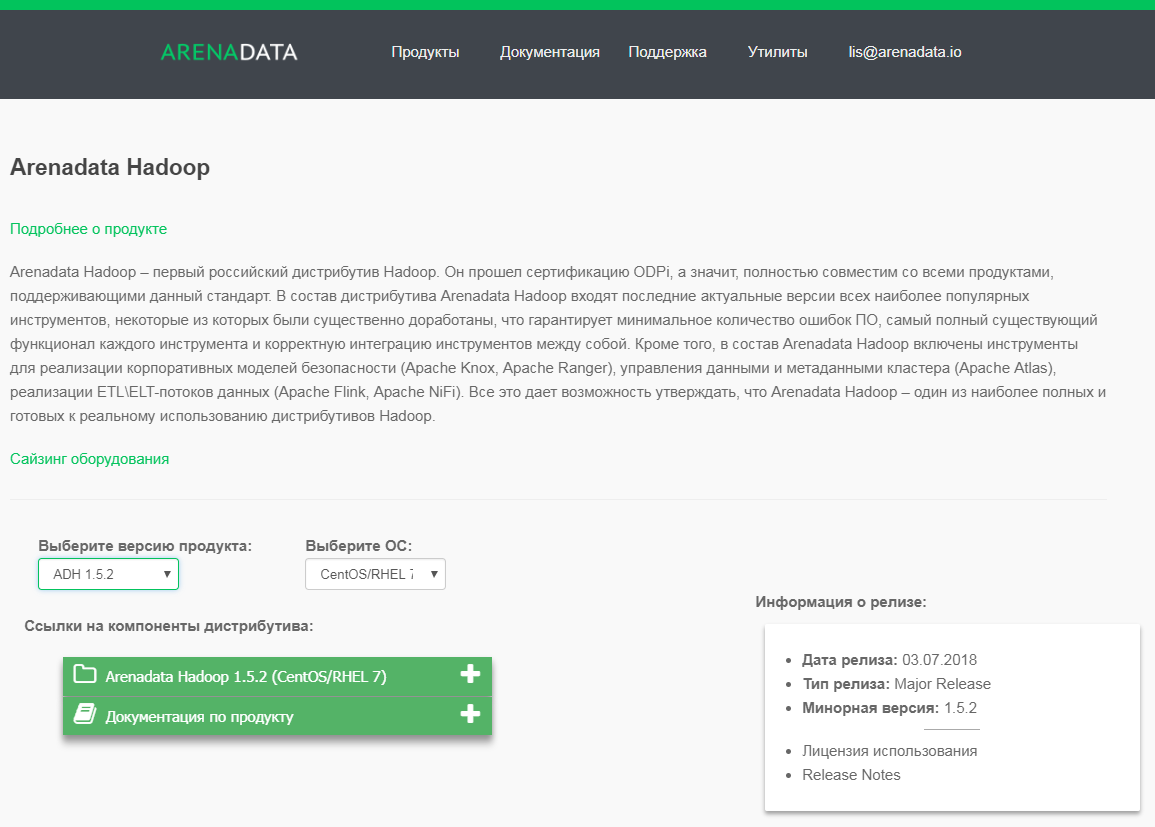 ARENADATA
Продукты
Документация
Поддержка
Утилиты
lis@arenadata.io
Arenadata Hadoop
Подробнее о продукте
Arenadata Hadoop – первый российский дистрибутив Hadoop. Он прошел сертификацию ODPi, а значит, полностью совместим со всеми продуктами,
поддерживающими данный стандарт. В состав дистрибутива Arenadata Hadoop входят последние актуальные версии всех наиболее популярных
инструментов, некоторые из которых были существенно доработаны, что гарантирует минимальное количество ошибок ПО, самый полный существующий
функционал каждого инструмента и корректную интеграцию инструментов между собой. Кроме того, в состав Arenadata Hadoop включены инструменты
для реализации корпоративных моделей безопасности (Apache Knox, Apache Ranger), управления данными и метаданными кластера (Apache Atlas),
реализации ETL\ELT-потоков данных (Apache Flink, Apache NiFi). Все это дает возможность утверждать, что Arenadata Hadoop – один из наиболее полных и
готовых к реальному использованию дистрибутивов Hadoop.
Сайзинг оборудования
Выберите версию продукта:
ADH 1.5.2
Выберите ОС:
CentOS/RHEL 7
Ссылки на компоненты дистрибутива:
Arenadata Hadoop 1.5.2 (CentOS/RHEL 7)
Документация по продукту
Информация о релизе:
Дата релиза: 03.07.2018
Тип релиза: Major Release
Минорная версия: 1.5.2
Лицензия использования
Release Notes